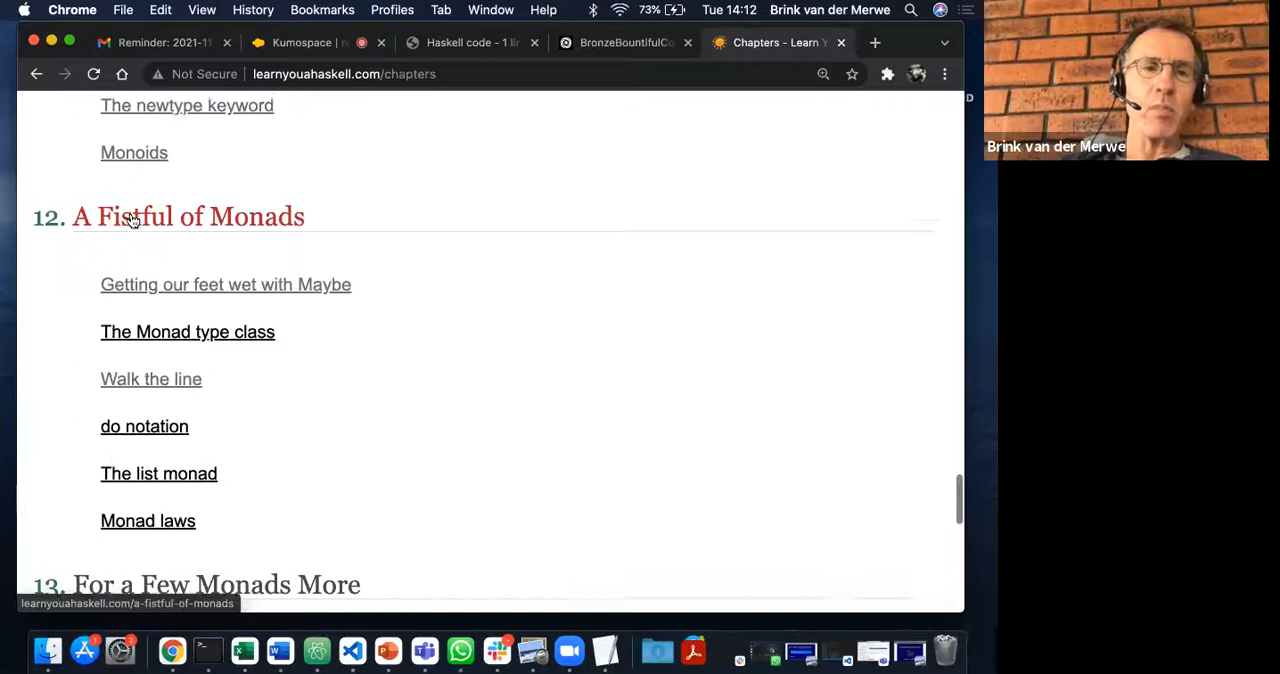 Chrome File Edit View History Bookmarks Profiles Tab Window Help 73% Tue 14:12 Brink van der Merwe
Reminder: 2021-11
Kumospace | n
Haskell code - 1 li
BronzeBountifulCo
Chapters - Learn Y
Not Secure learnyouahaskell.com/chapters
Brink van der Merwe
The newtype keyword
Monoids
12. A Fistful of Monads
Getting our feet wet with Maybe
The Monad type class
Walk the line
do notation
The list monad
Monad laws
13. For a Few Monads More
learnyouahaskell.com/a-fistful-of-monads